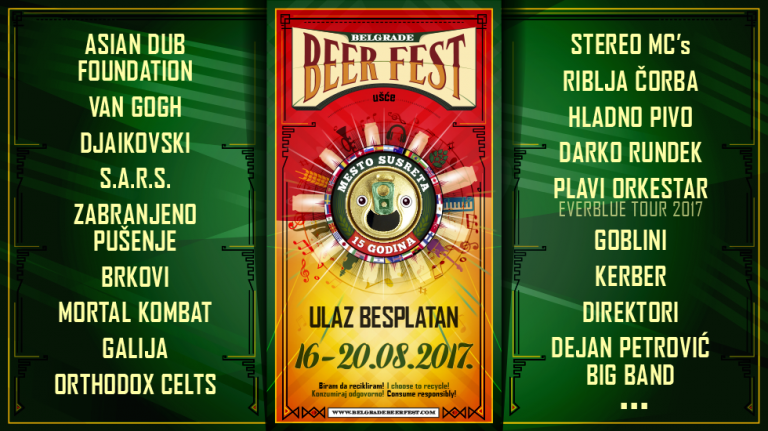 ASIAN DUB
FOUNDATION
VAN GOGH
DJAIKOVSKI
S.A.R.S.
ZABRANJENO
PUŠENJE
BRKOVI
MORTAL KOMBAT
GALIJA
ORTHODOX CELTS
BELGRADE
BEER FEST
ušće
MESTO SUSRETA
15 GODINA
ULAZ BESPLATAN
16-20.08.2017.
Biram da recikliram! I choose to recycle!
Konzumiraj odgovorno! Consume responsibly!
WWW.BELGRADEBEERFEST.COM
STEREO MC's
RIBLJA ČORBA
HLADNO PIVO
DARKO RUNDEK
PLAVI ORKESTAR
EVERBLUE TOUR 2017
GOBLINI
KERBER
DIREKTORI
DEJAN PETROVIĆ
BIG BAND
...